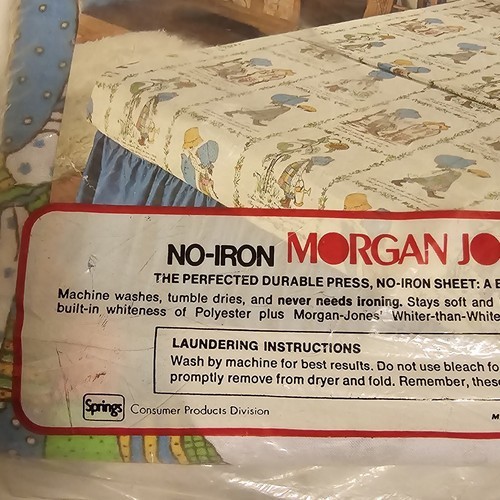 NO-IRON MORGAN JO
THE PERFECTED DURABLE PRESS, NO-IRON SHEET: A B
Machine washes, tumble dries, and never needs ironing. Stays soft and
built-in whiteness of Polyester plus Morgan-Jones' Whiter-than-White
LAUNDERING INSTRUCTIONS
Wash by machine for best results. Do not use bleach fo
promptly remove from dryer and fold. Remember, thes
Springs Consumer Products Division
M